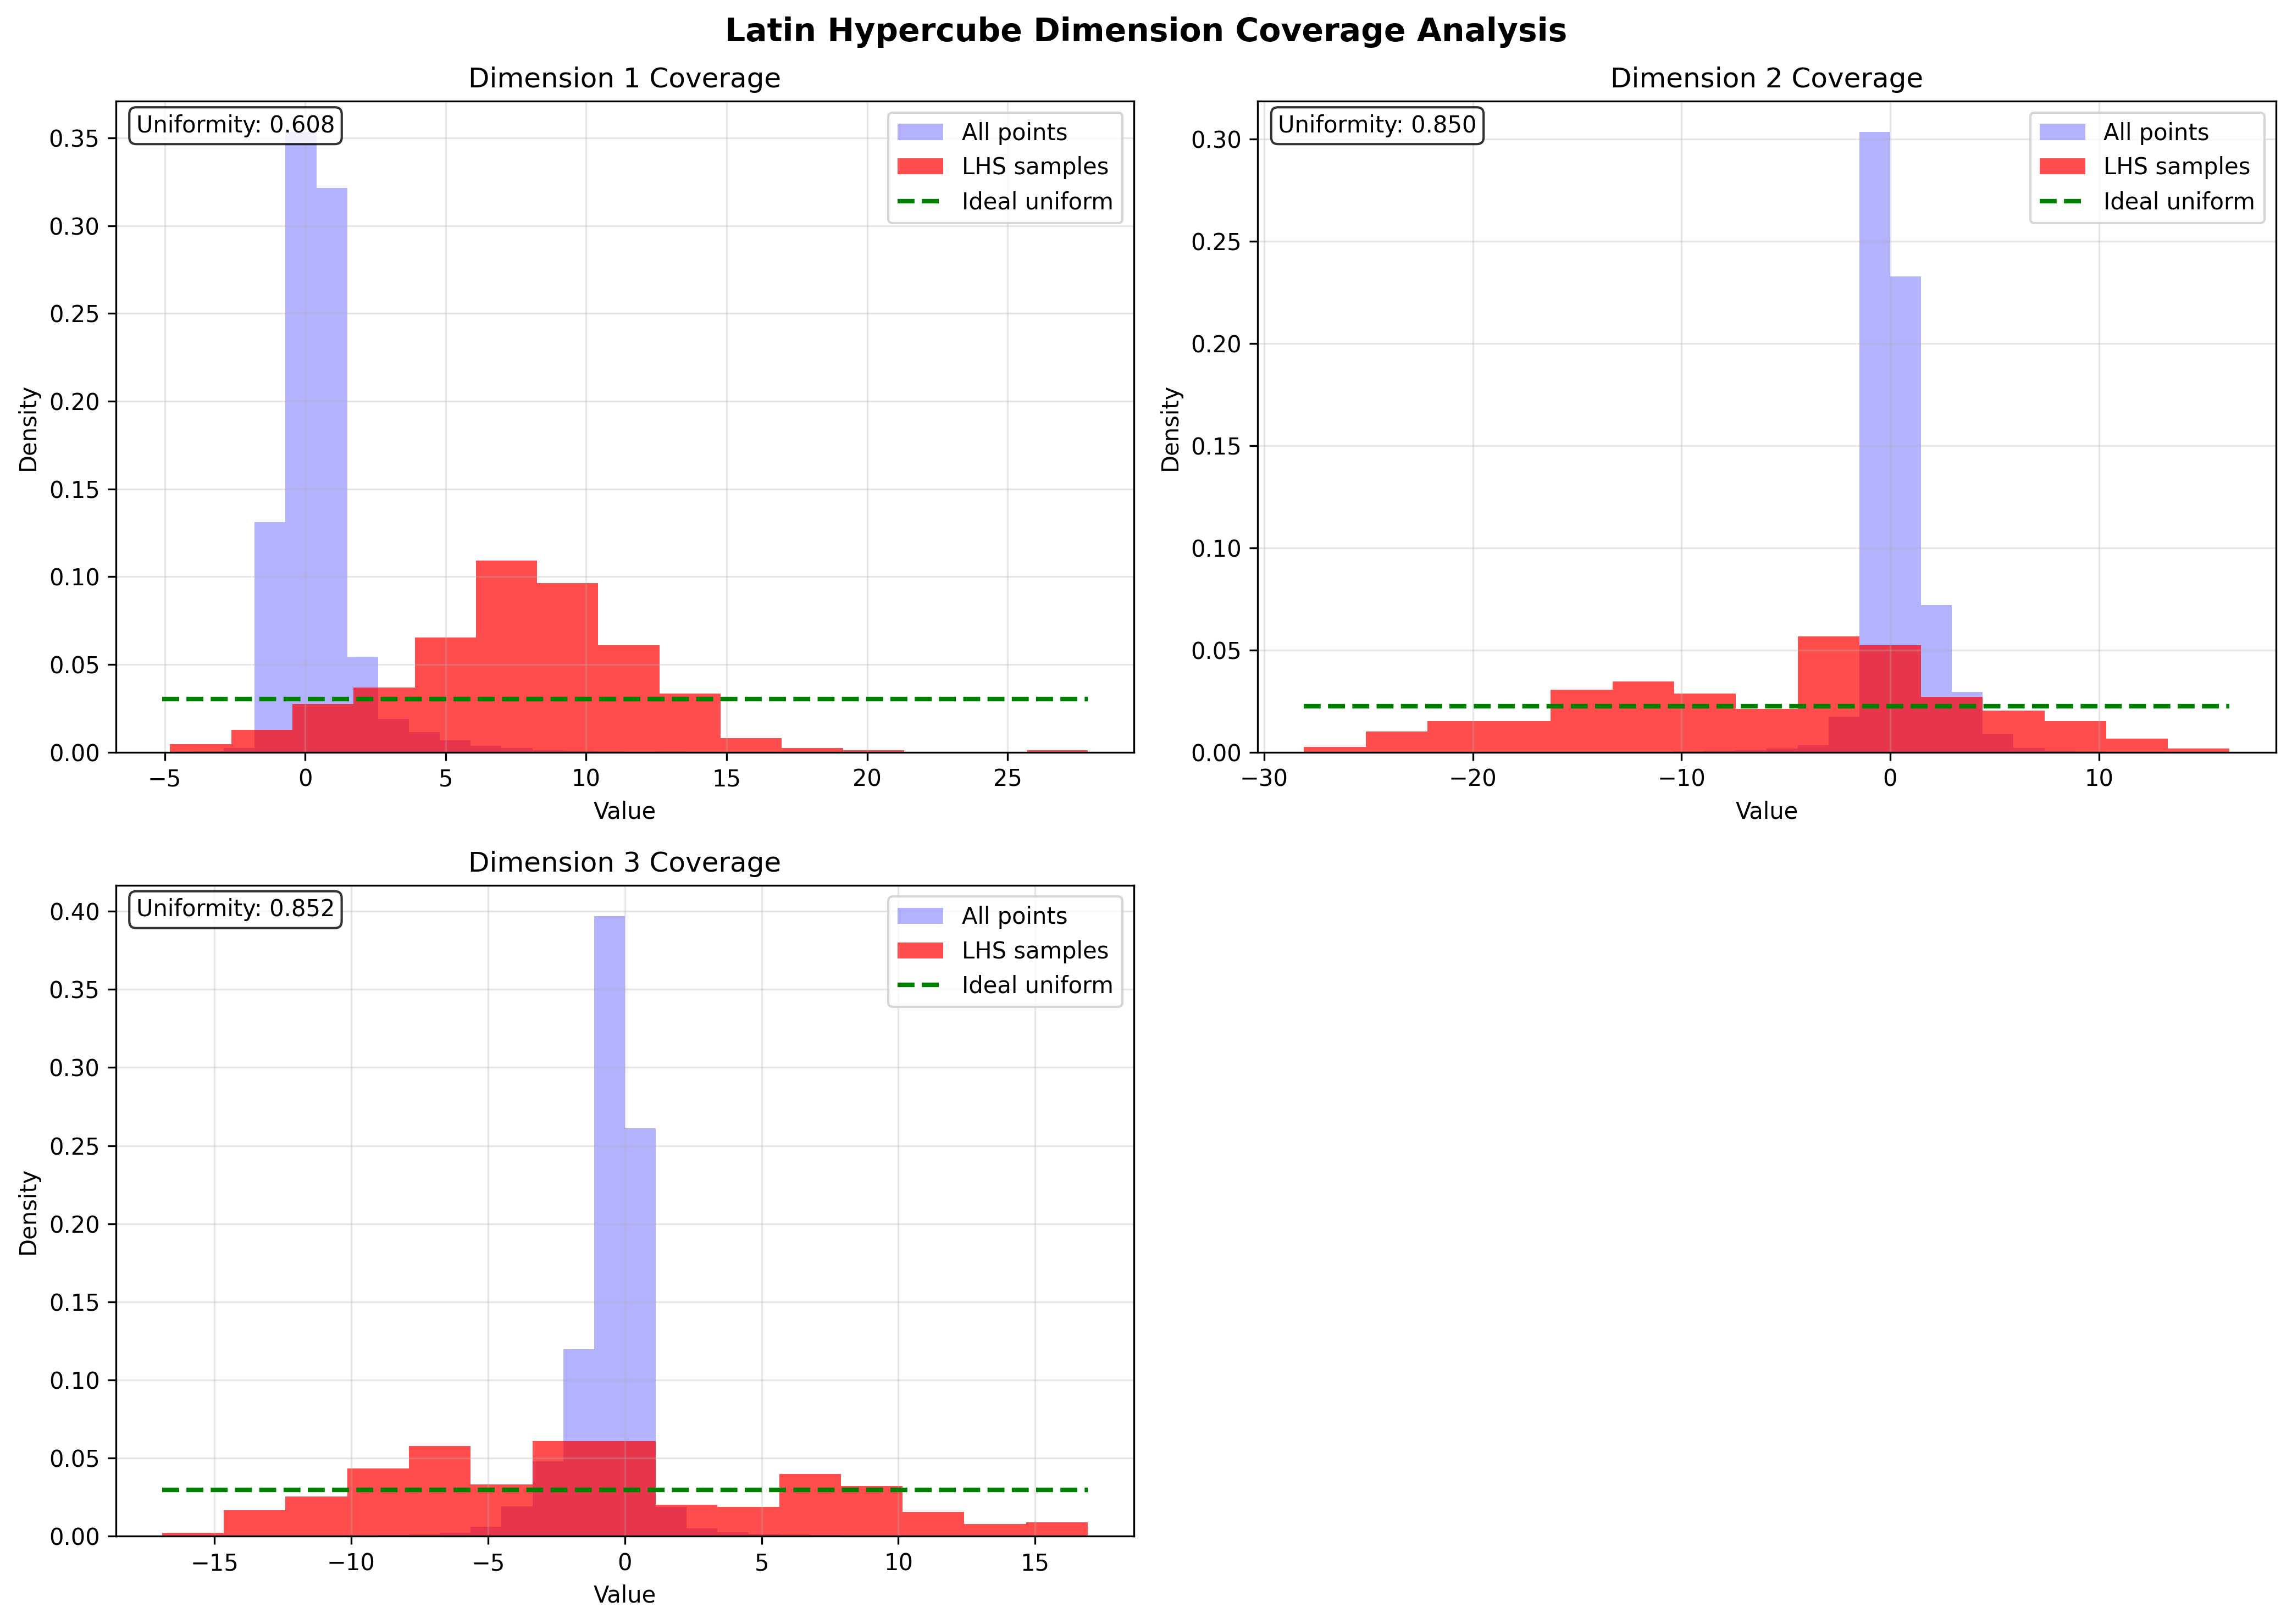 Latin Hypercube Dimension Coverage Analysis
Dimension 1 Coverage
Uniformity: 0.608
All points
LHS samples
Ideal uniform
0.35
0.30
0.25
0.20
0.15
0.10
0.05
0.00
Density
−5 0 5 10 15 20 25
Value
Dimension 2 Coverage
Uniformity: 0.850
All points
LHS samples
Ideal uniform
0.30
0.25
0.20
0.15
0.10
0.05
0.00
Density
−30 −20 −10 0 10
Value
Dimension 3 Coverage
Uniformity: 0.852
All points
LHS samples
Ideal uniform
0.40
0.35
0.30
0.25
0.20
0.15
0.10
0.05
0.00
Density
−15 −10 −5 0 5 10 15
Value